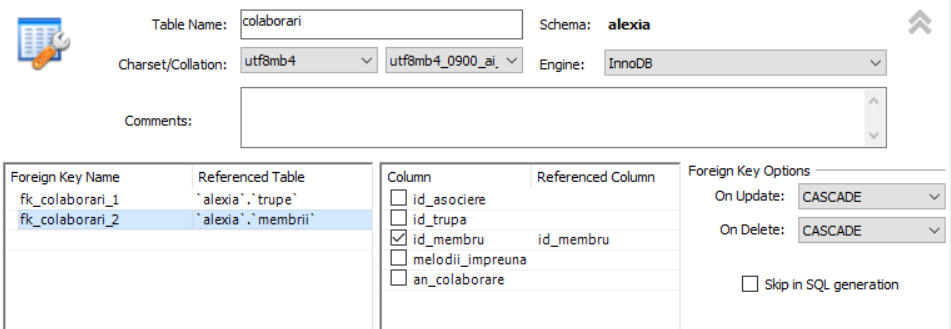 Table Name: colaborari Schema: alexia
Charset/Collation: utf8mb4 utf8mb4_0900_ai_ Engine: InnoDB
Comments:
Foreign Key Name Referenced Table
fk_colaborari_1 `alexia`.`trupe`
fk_colaborari_2 `alexia`.`membrii`
Column Referenced Column
id_asociere
id_trupa
id_membru id_membru
melodii_impreuna
an_colaborare
Foreign Key Options
On Update: CASCADE
On Delete: CASCADE
Skip in SQL generation